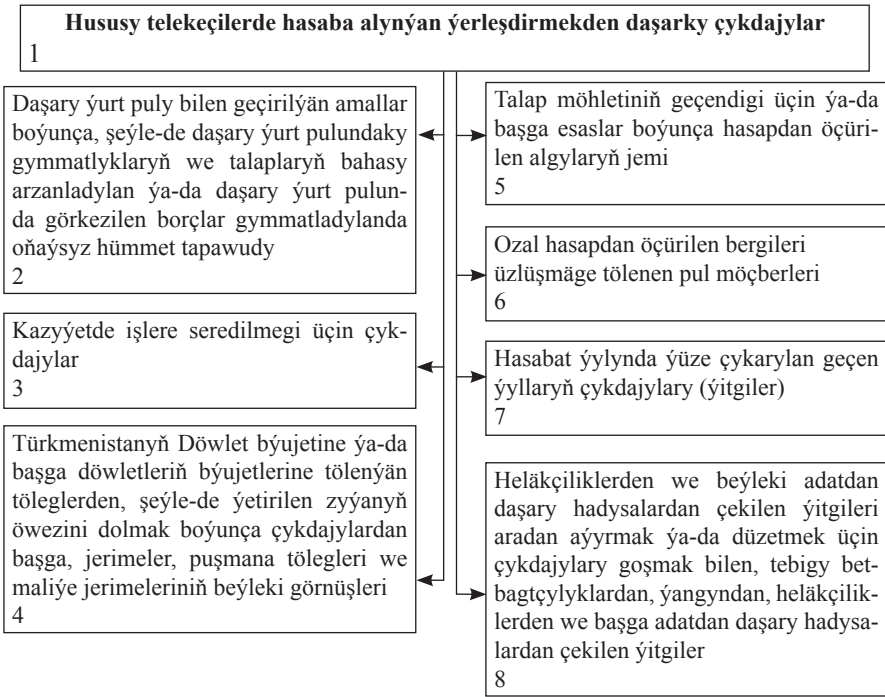 Hususy telekeçilerde hasaba alynýan ýerleşdirmekden daşarky çykdajylar
1
Daşary ýurt puly bilen geçirilýän amallar
boýunça, şeýle-de daşary ýurt pulundaky
gymmatlyklaryň we talaplaryň bahasy
arzanladylan ýa-da daşary ýurt pulun-
da görkezilen borçlar gymmatladylanda
oňaýsyz hümmet tapawudy
2
Kazyýetde işlere seredilmegi üçin çyk-
dajylar
3
Türkmenistanyň Döwlet býujetine ýa-da
başga döwletleriň býujetlerine tölenýän
töleglerden, şeýle-de ýetirilen zyýanyň
öwezini dolmak boýunça çykdajylardan
başga, jerimeler, puşmana tölegleri we
maliýe jerimeleriniň beýleki görnüşleri
4
Talap möhletiniň geçendigi üçin ýa-da
başga esaslar boýunça hasapdan öçüri-
len algylaryň jemi
5
Ozal hasapdan öçürilen bergileri
üzlüşmäge tölenen pul möçberleri
6
Hasabat ýylynda ýüze çykarylan geçen
ýyllaryň çykdajylary (ýitgiler)
7
Heläkçiliklerden we beýleki adatdan
daşary hadysalardan çekilen ýitgileri
aradan aýyrmak ýa-da düzetmek üçin
çykdajylary goşmak bilen, tebigy bet-
bagtçylyklardan, ýangyndan, heläkçilik-
lerden we başga adatdan daşary hadysa-
lardan çekilen ýitgiler
8